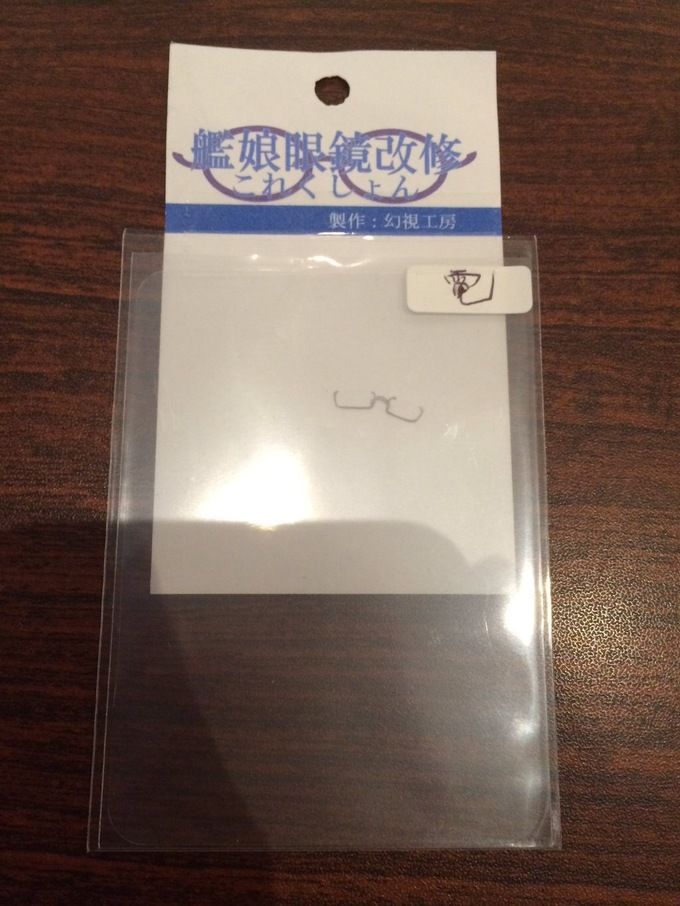 艦娘眼鏡改修
これくしょん
製作：幻視工房
電